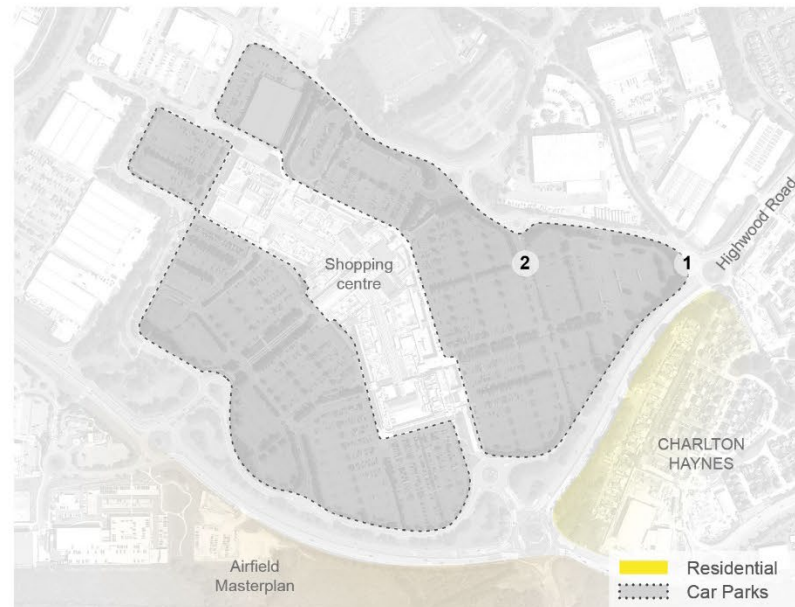 Highwood Road
1
2
Shopping
centre
CHARLTON
HAYNES
Airfield
Masterplan
Residential
Car Parks